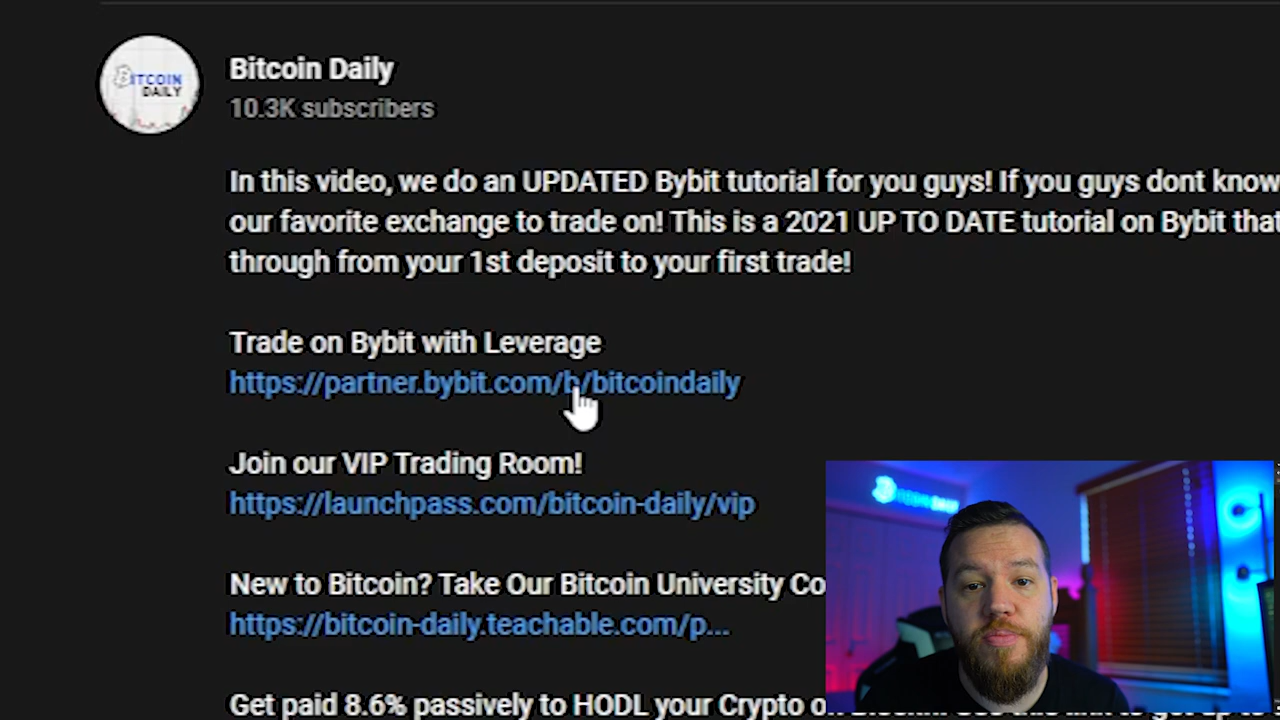 BITCOIN
DAILY
Bitcoin Daily
10.3K subscribers
In this video, we do an UPDATED Bybit tutorial for you guys! If you guys dont know
our favorite exchange to trade on! This is a 2021 UP TO DATE tutorial on Bybit that
through from your 1st deposit to your first trade!
Trade on Bybit with Leverage
https://partner.bybit.com/b/bitcoindaily
Join our VIP Trading Room!
https://launchpass.com/bitcoin-daily/vip
New to Bitcoin? Take Our Bitcoin University Co
https://bitcoin-daily.teachable.com/p...
Get paid 8.6% passively to HODL your Crypto